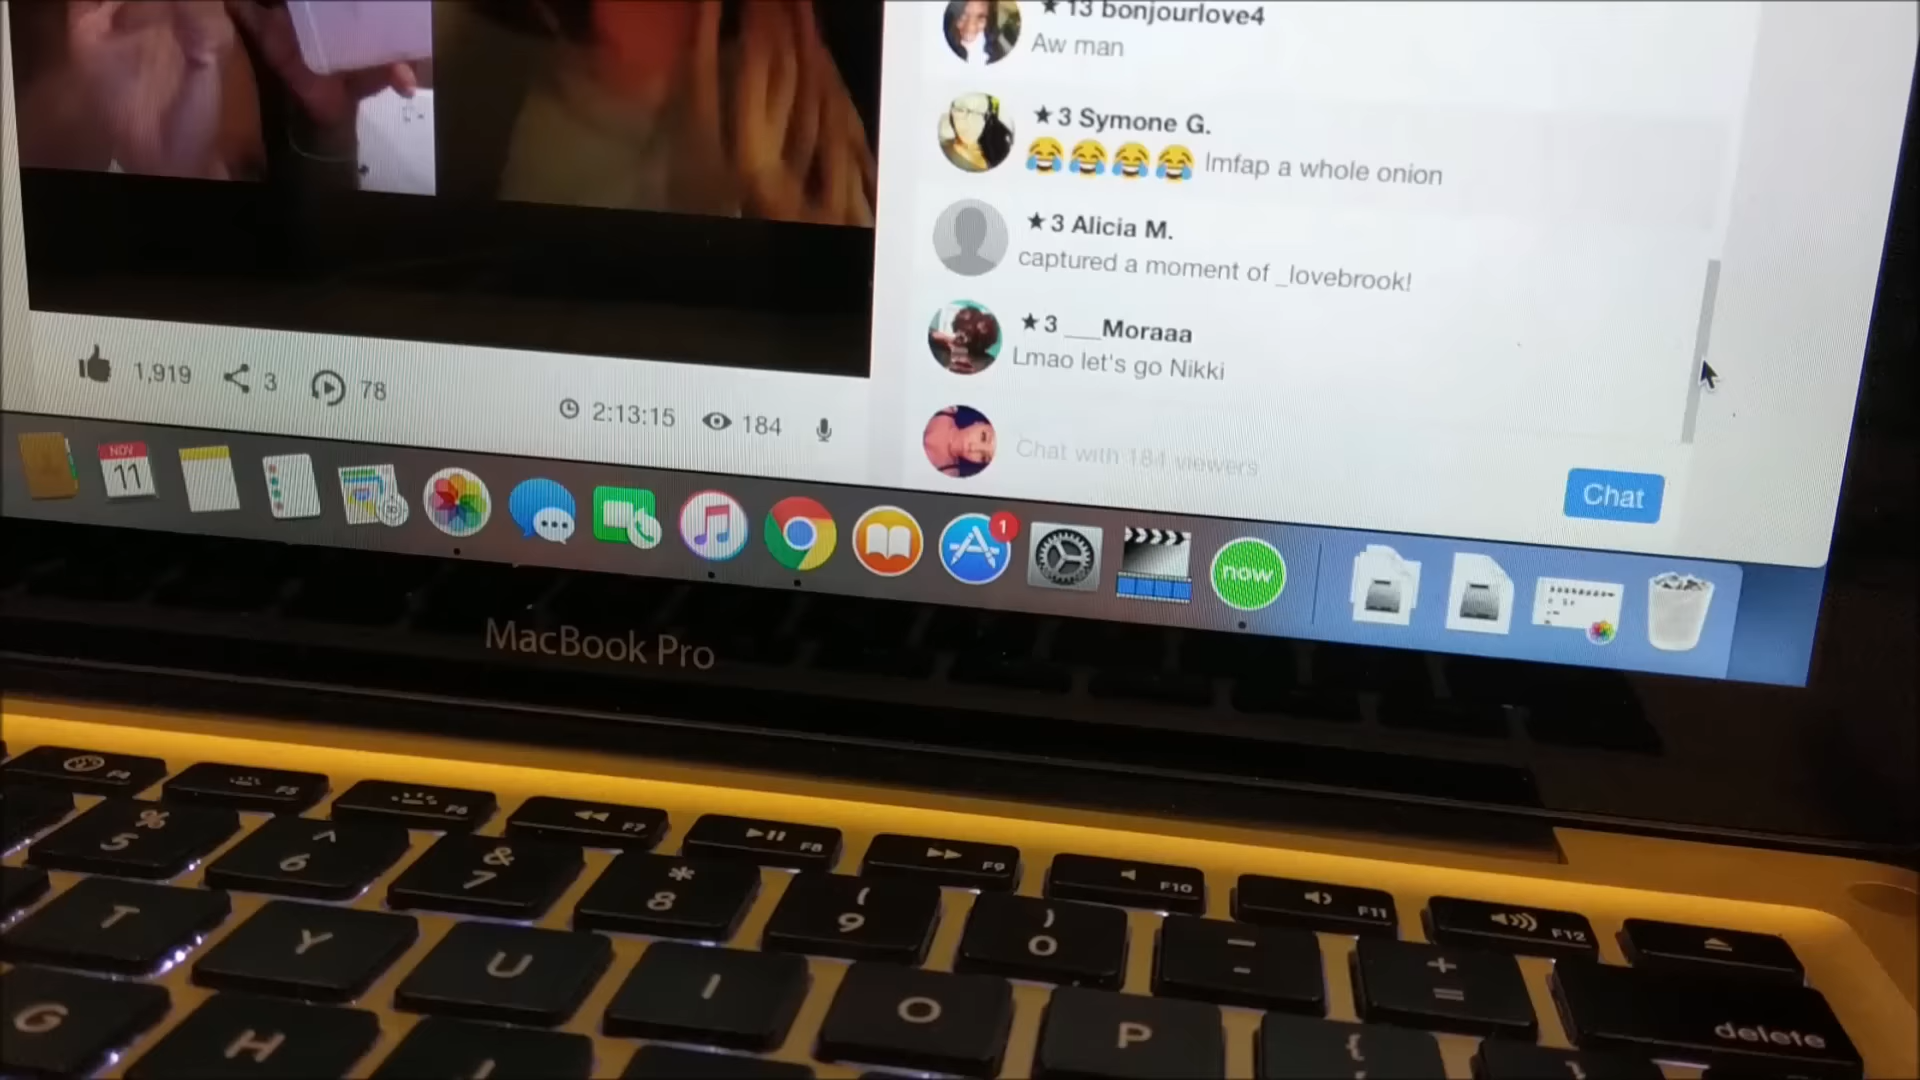 ★ 13 bonjourlove4
Aw man
★ 3 Symone G.
😂😂😂😂 lmfap a whole onion
★ 3 Alicia M.
captured a moment of _lovebrook!
★ 3 ___Moraaa
Lmao let's go Nikki
Chat with 184 viewers
Chat
1,919 3 78
2:13:15 184
NOV
11
1
now
MacBook Pro
F4 F5 F6 F7 F8 F9 F10 F11 F12
% 5 ^ 6 & 7 * 8 ( 9 ) 0 — - + =
T Y U I O P { delete
G H